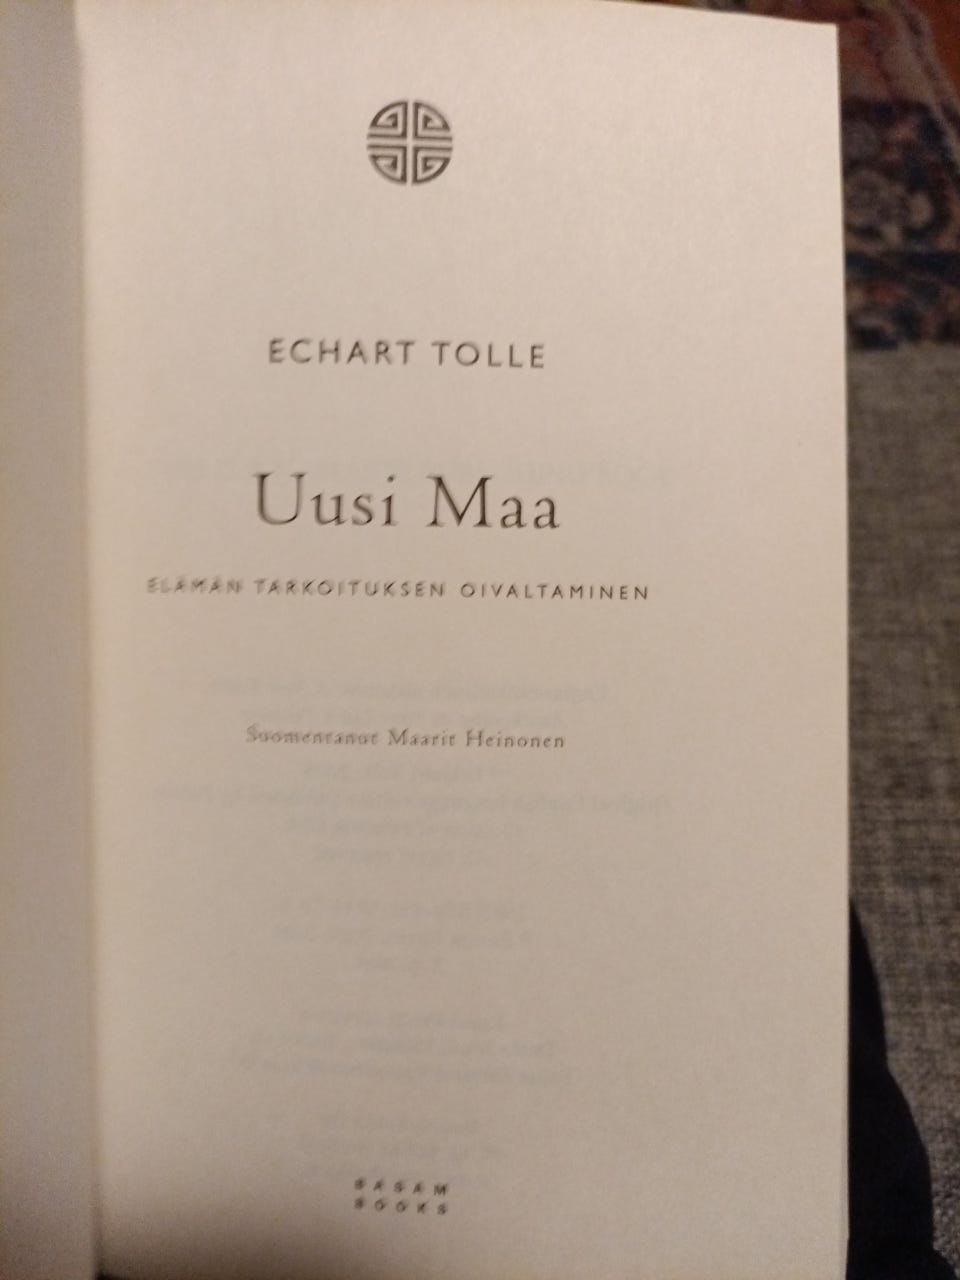 ECHART TOLLE
Uusi Maa
ELÄMÄN TARKOITUKSEN OIVALTAMINEN
Suomentanut Maarit Heinonen
BASAM
BOOKS